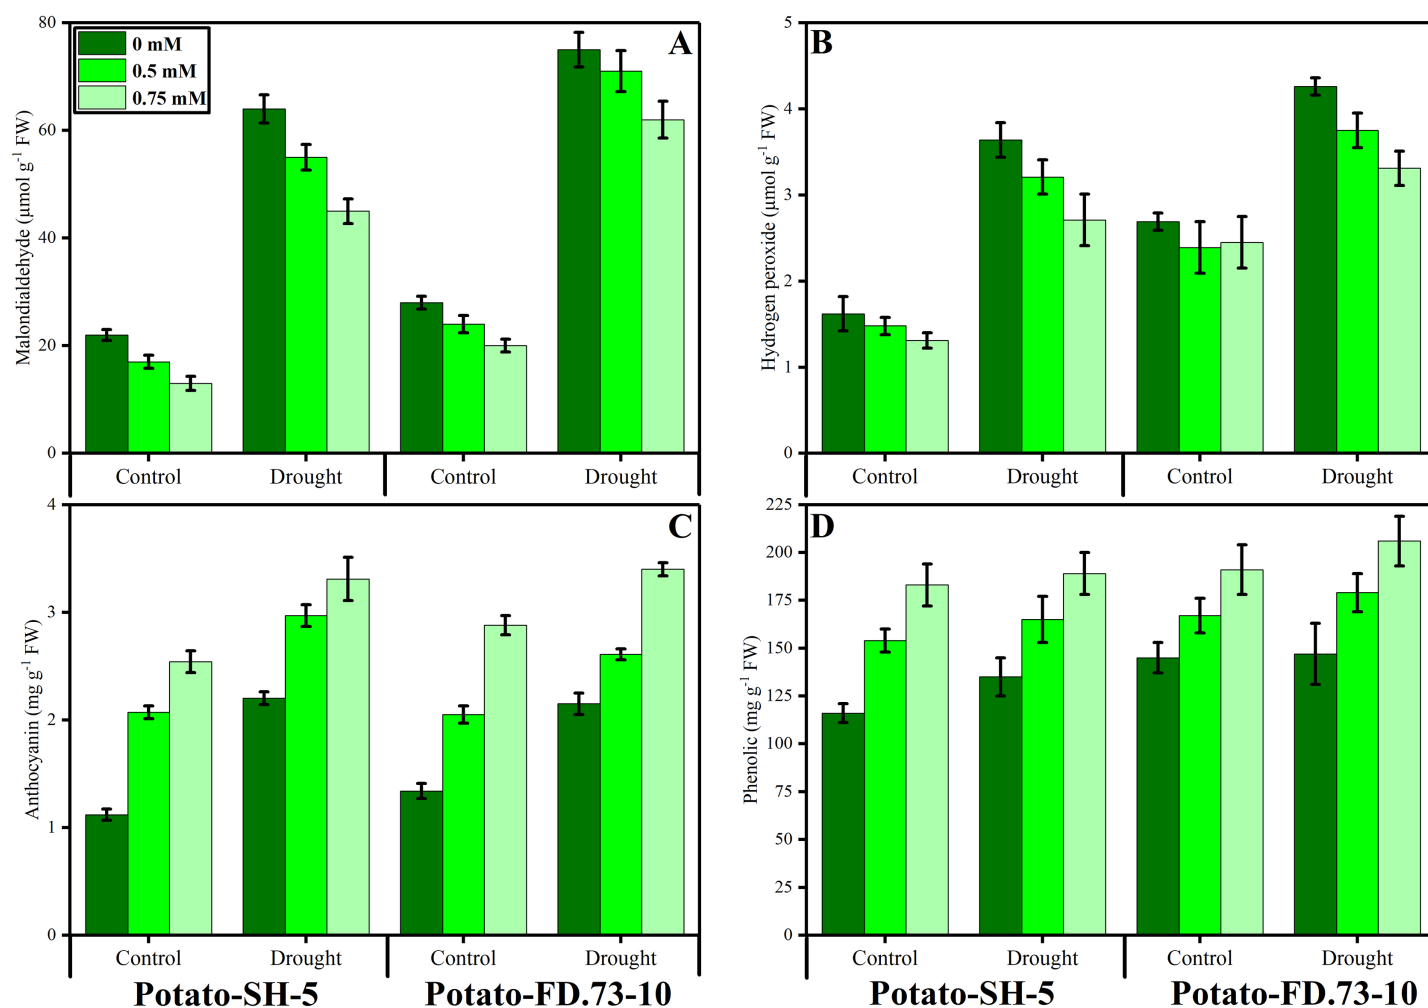 A
0 mM
0.5 mM
0.75 mM
Malondialdehyde (µmol g⁻¹ FW)
80
60
40
20
0
Control
Drought
Control
Drought
B
Hydrogen peroxide (µmol g⁻¹ FW)
5
4
3
2
1
0
Control
Drought
Control
Drought
C
Anthocyanin (mg g⁻¹ FW)
4
3
2
1
0
Control
Drought
Control
Drought
Potato-SH-5
Potato-FD.73-10
D
Phenolic (mg g⁻¹ FW)
225
200
175
150
125
100
75
50
25
0
Control
Drought
Control
Drought
Potato-SH-5
Potato-FD.73-10